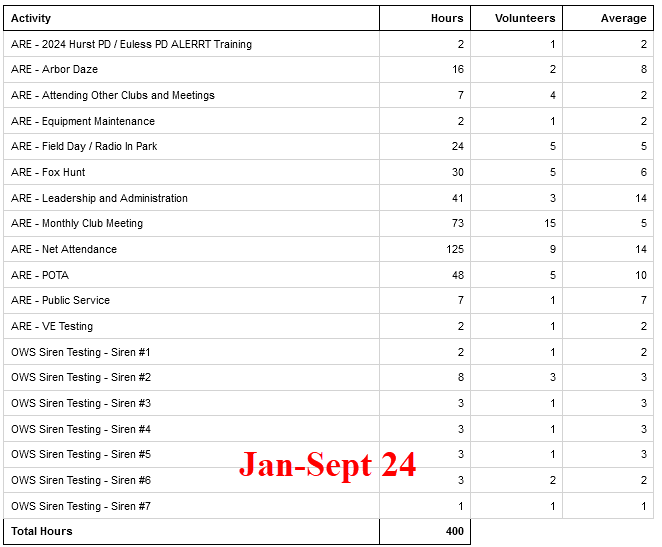 Activity Hours Volunteers Average
ARE - 2024 Hurst PD / Euless PD ALERRT Training 2 1 2
ARE - Arbor Daze 16 2 8
ARE - Attending Other Clubs and Meetings 7 4 2
ARE - Equipment Maintenance 2 1 2
ARE - Field Day / Radio In Park 24 5 5
ARE - Fox Hunt 30 5 6
ARE - Leadership and Administration 41 3 14
ARE - Monthly Club Meeting 73 15 5
ARE - Net Attendance 125 9 14
ARE - POTA 48 5 10
ARE - Public Service 7 1 7
ARE - VE Testing 2 1 2
OWS Siren Testing - Siren #1 2 1 2
OWS Siren Testing - Siren #2 8 3 3
OWS Siren Testing - Siren #3 3 1 3
OWS Siren Testing - Siren #4 3 1 3
OWS Siren Testing - Siren #5 3 1 3
Jan-Sept 24
OWS Siren Testing - Siren #6 3 2 2
OWS Siren Testing - Siren #7 1 1 1
Total Hours 400